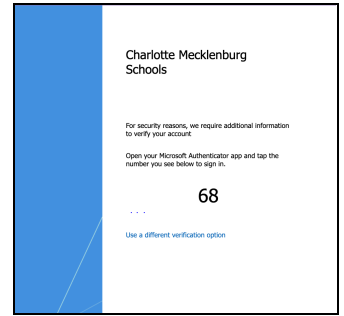 Charlotte Mecklenburg
Schools
For security reasons, we require additional information
to verify your account
Open your Microsoft Authenticator app and tap the
number you see below to sign in.
68
. . .
Use a different verification option